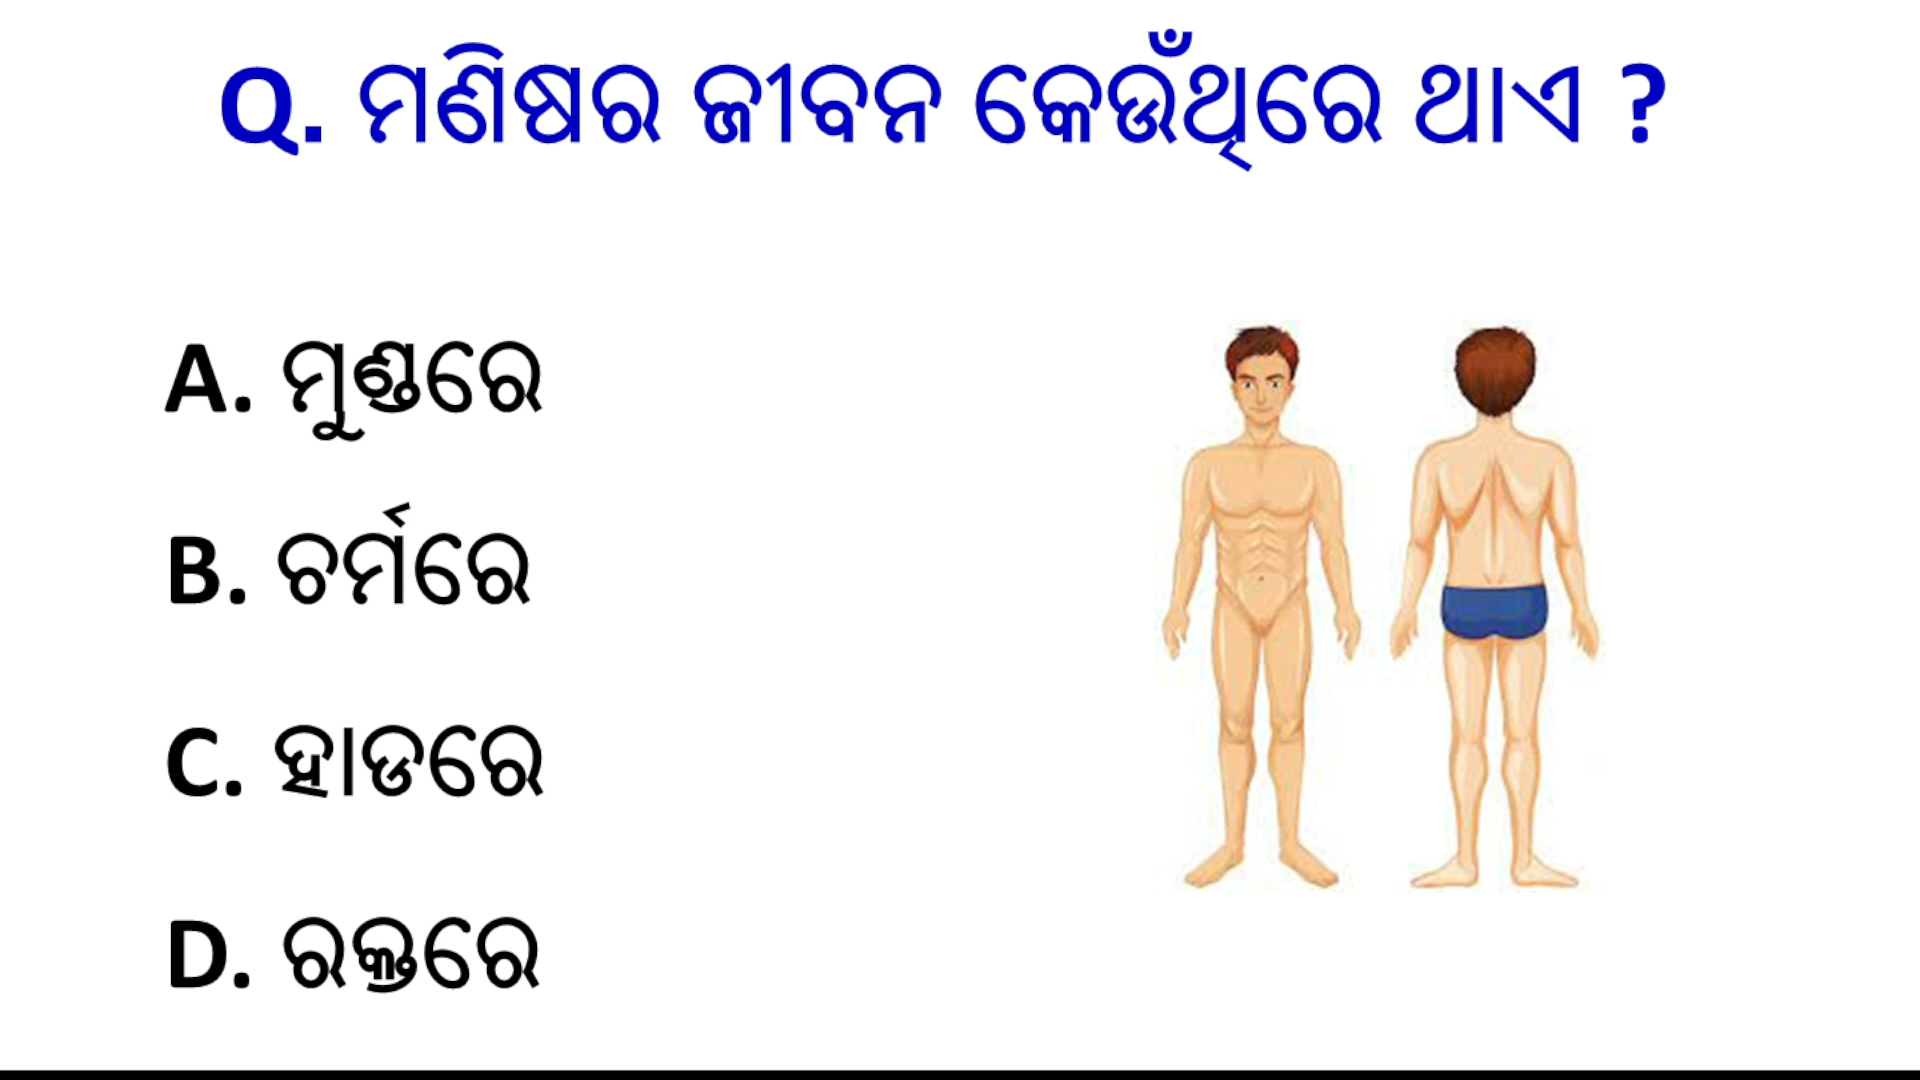 Q. ମଣିଷର ଜୀବନ କେଉଁଥିରେ ଥାଏ ?
A. ମୁଣ୍ଡରେ
B. ଚର୍ମରେ
C. ହାଡରେ
D. ରକ୍ତରେ